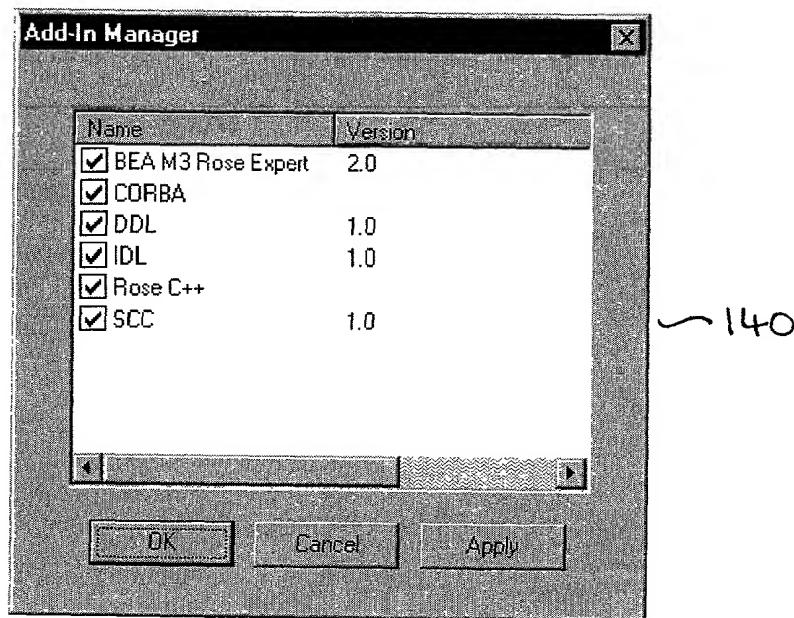 Add-In Manager
Name Version
BEA M3 Rose Expert 2.0
CORBA
DDL 1.0
IDL 1.0
Rose C++
SCC 1.0
140
OK Cancel Apply